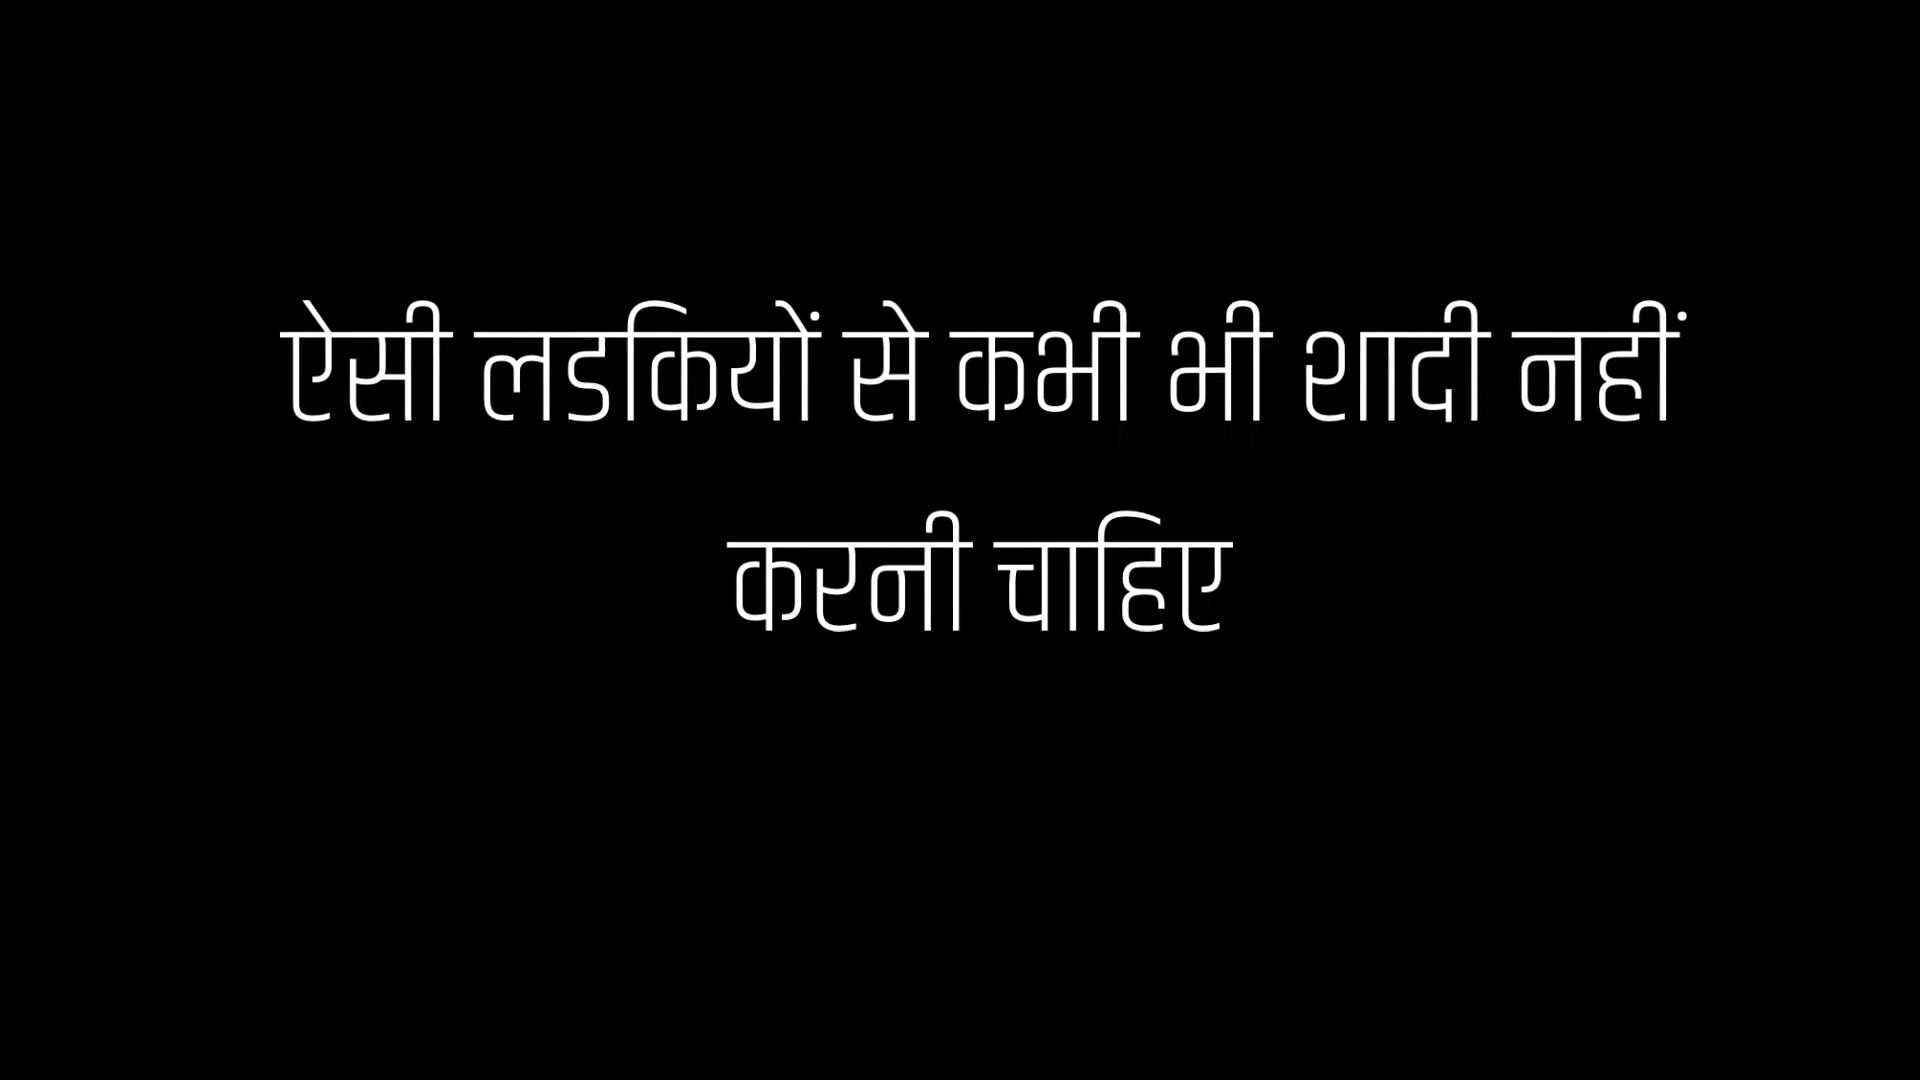 ऐसी लडकियों से कभी भी शादी नहीं
करनी चाहिए